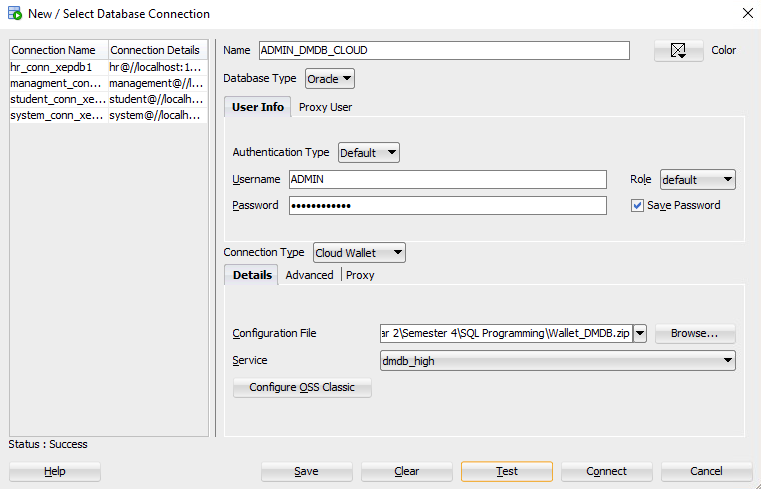 New / Select Database Connection
Connection Name Connection Details
hr_conn_xepdb1 hr@//localhost:1...
managment_con... management@//l...
student_conn_xe... student@//localh...
system_conn_xe... system@//localh...
Name ADMIN_DMDB_CLOUD Color
Database Type Oracle
User Info Proxy User
Authentication Type Default
Username ADMIN Role default
Password •••••••••••• Save Password
Connection Type Cloud Wallet
Details Advanced Proxy
Configuration File ar 2\Semester 4\SQL Programming\Wallet_DMDB.zip Browse...
Service dmdb_high
Configure OSS Classic
Status : Success
Help Save Clear Test Connect Cancel